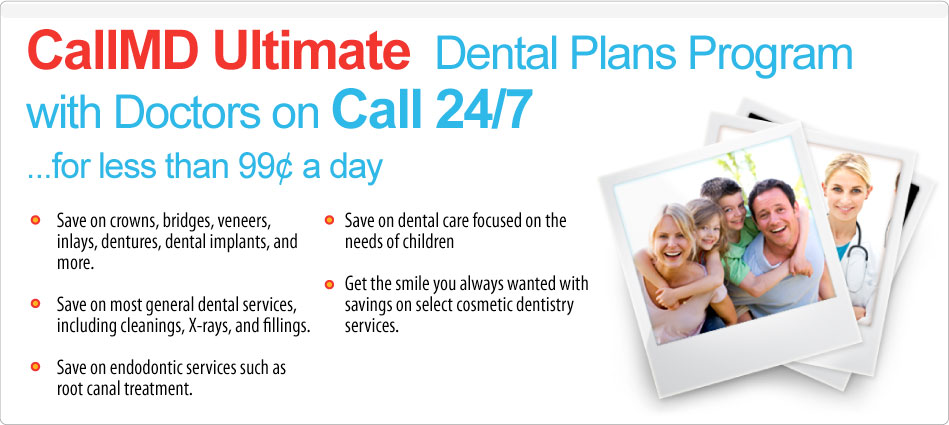 CallMD Ultimate Dental Plans Program
with Doctors on Call 24/7
...for less than 99¢ a day
Save on crowns, bridges, veneers,
inlays, dentures, dental implants, and
more.
Save on most general dental services,
including cleanings, X-rays, and fillings.
Save on endodontic services such as
root canal treatment.
Save on dental care focused on the
needs of children
Get the smile you always wanted with
savings on select cosmetic dentistry
services.